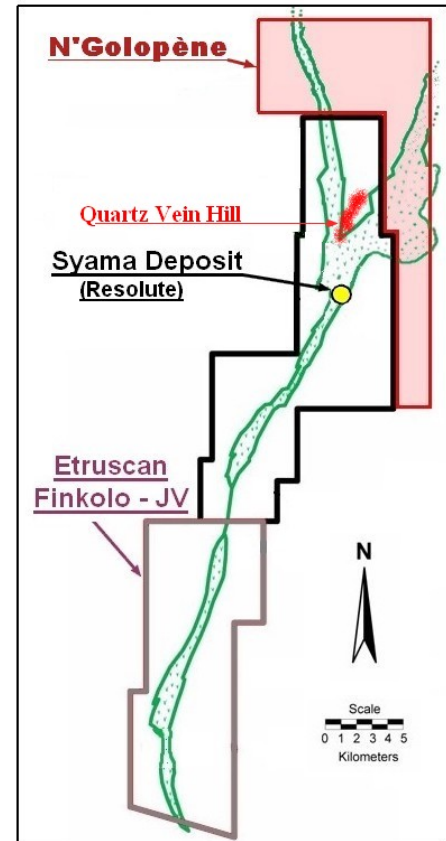 N'Golopène
Quartz Vein Hill
Syama Deposit
(Resolute)
Etruscan
Finkolo - JV
N
Scale
0 1 2 3 4 5
Kilometers